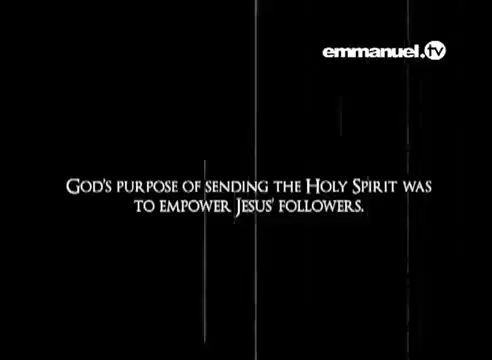 emmanuel.tv
God's purpose of sending the Holy Spirit was
to empower Jesus' followers.